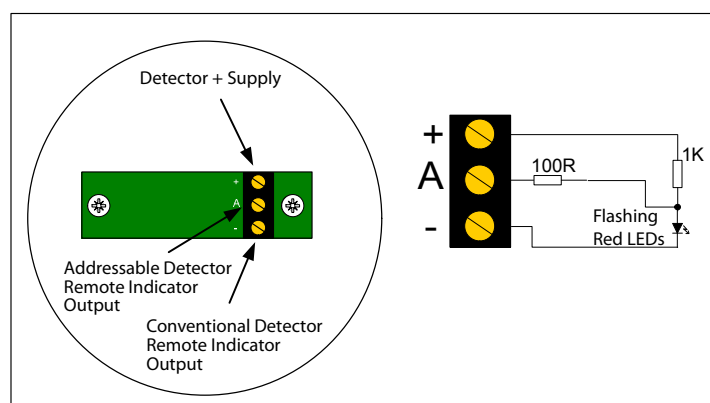 Detector + Supply
+
A
-
Addressable Detector
Remote Indicator
Output
Conventional Detector
Remote Indicator
Output
+
A
-
100R
1K
Flashing
Red LEDs